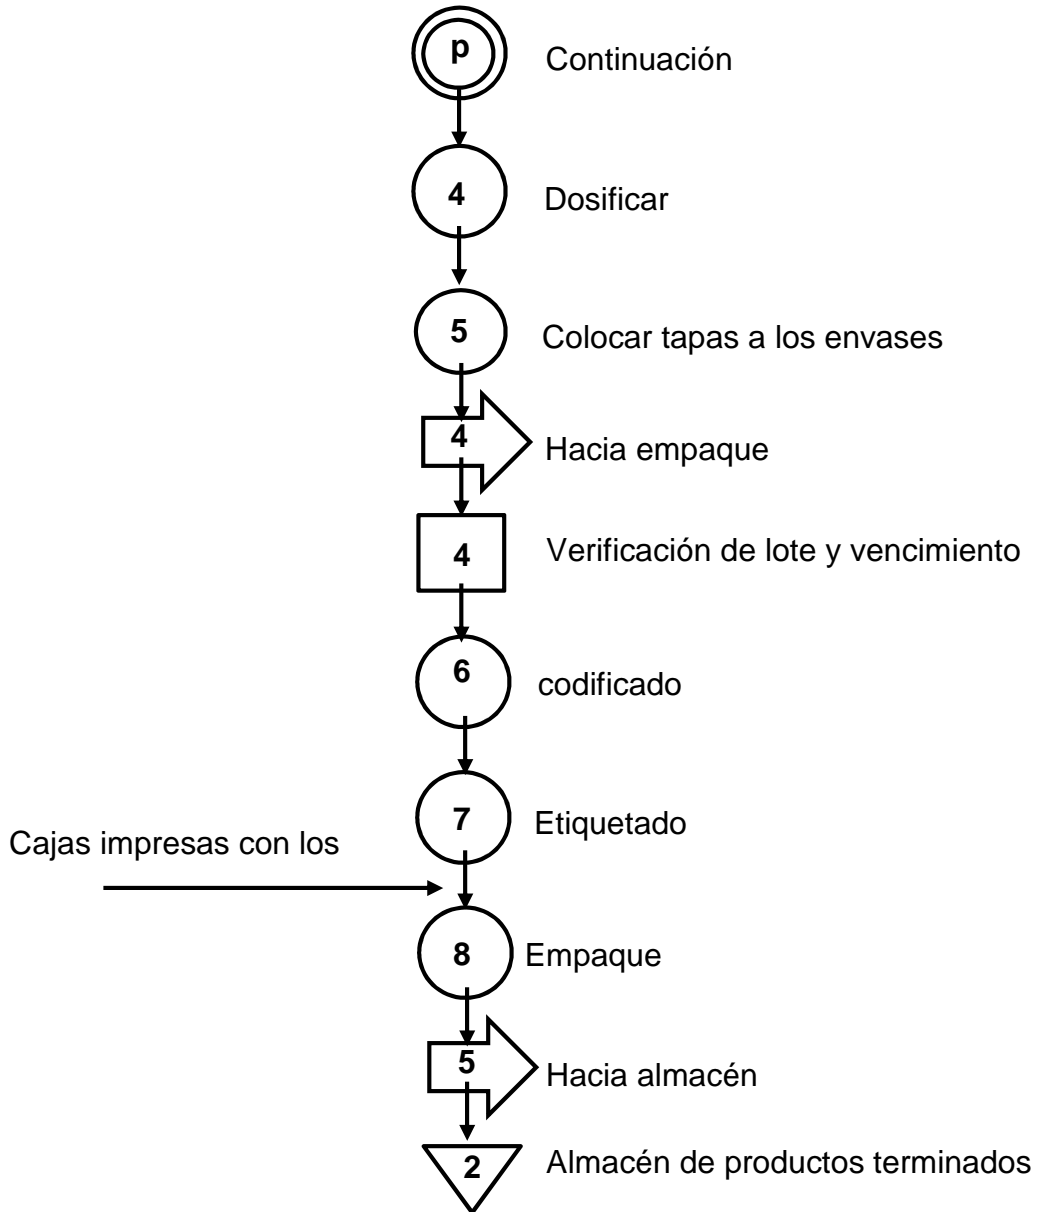 p
Continuación
4
Dosificar
5
Colocar tapas a los envases
4
Hacia empaque
4
Verificación de lote y vencimiento
6
codificado
7
Etiquetado
Cajas impresas con los
8
Empaque
5
Hacia almacén
2
Almacén de productos terminados